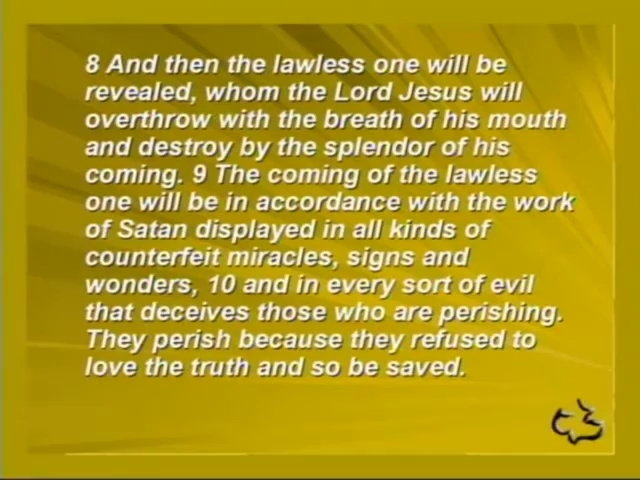 8 And then the lawless one will be
revealed, whom the Lord Jesus will
overthrow with the breath of his mouth
and destroy by the splendor of his
coming. 9 The coming of the lawless
one will be in accordance with the work
of Satan displayed in all kinds of
counterfeit miracles, signs and
wonders, 10 and in every sort of evil
that deceives those who are perishing.
They perish because they refused to
love the truth and so be saved.